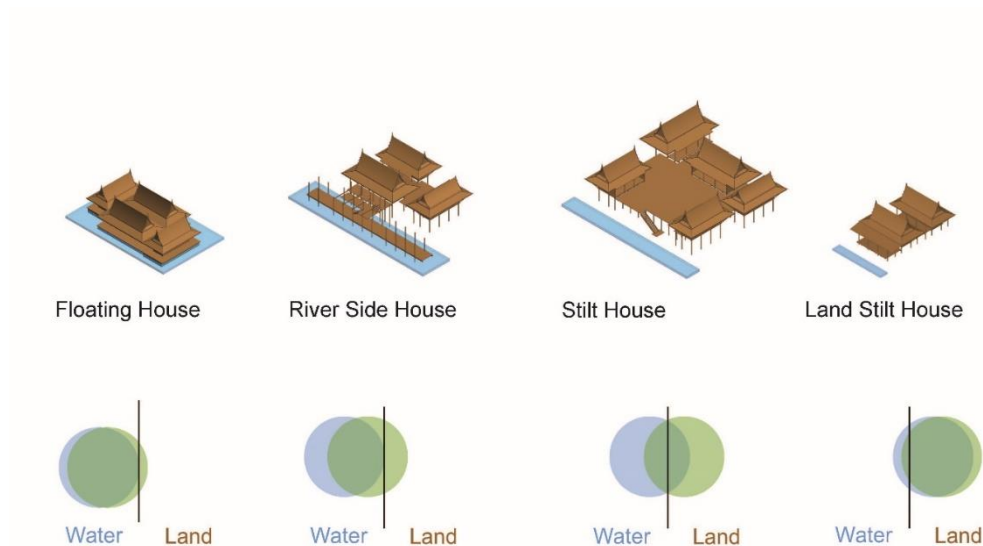 Floating House
River Side House
Stilt House
Land Stilt House
Water Land
Water Land
Water Land
Water Land